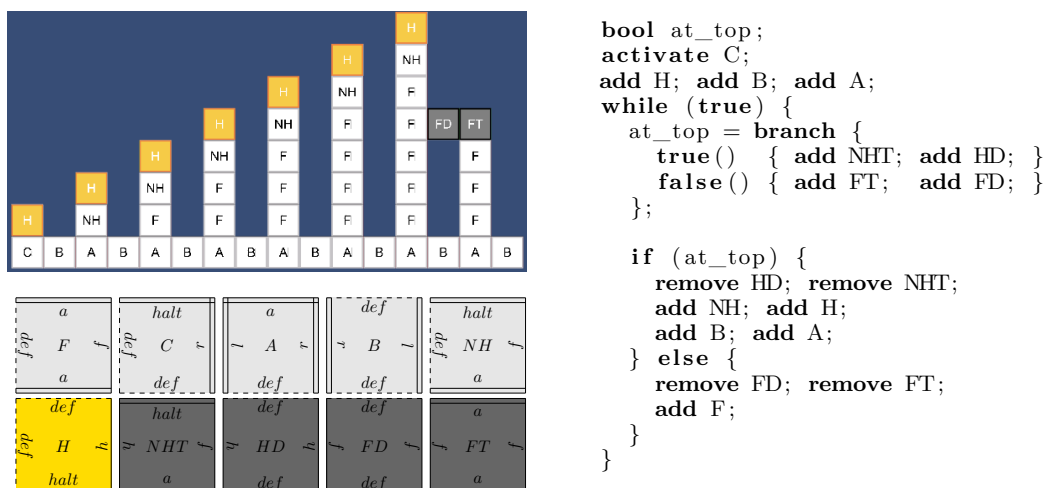 H
H NH
H NH F
H NH F F FD FT
H NH F F F F
H NH F F F F F
H NH F F F F F F
C B A B A B A B A B A B A B A B
a halt a def halt
def F f def C r l A r r B l def NH f
a def def def a
def halt def def a
def H h h NHT f h HD h f FD f f FT f
halt a def def a
bool at_top;
activate C;
add H; add B; add A;
while (true) {
at_top = branch {
true() { add NHT; add HD; }
false() { add FT; add FD; }
};
if (at_top) {
remove HD; remove NHT;
add NH; add H;
add B; add A;
} else {
remove FD; remove FT;
add F;
}
}